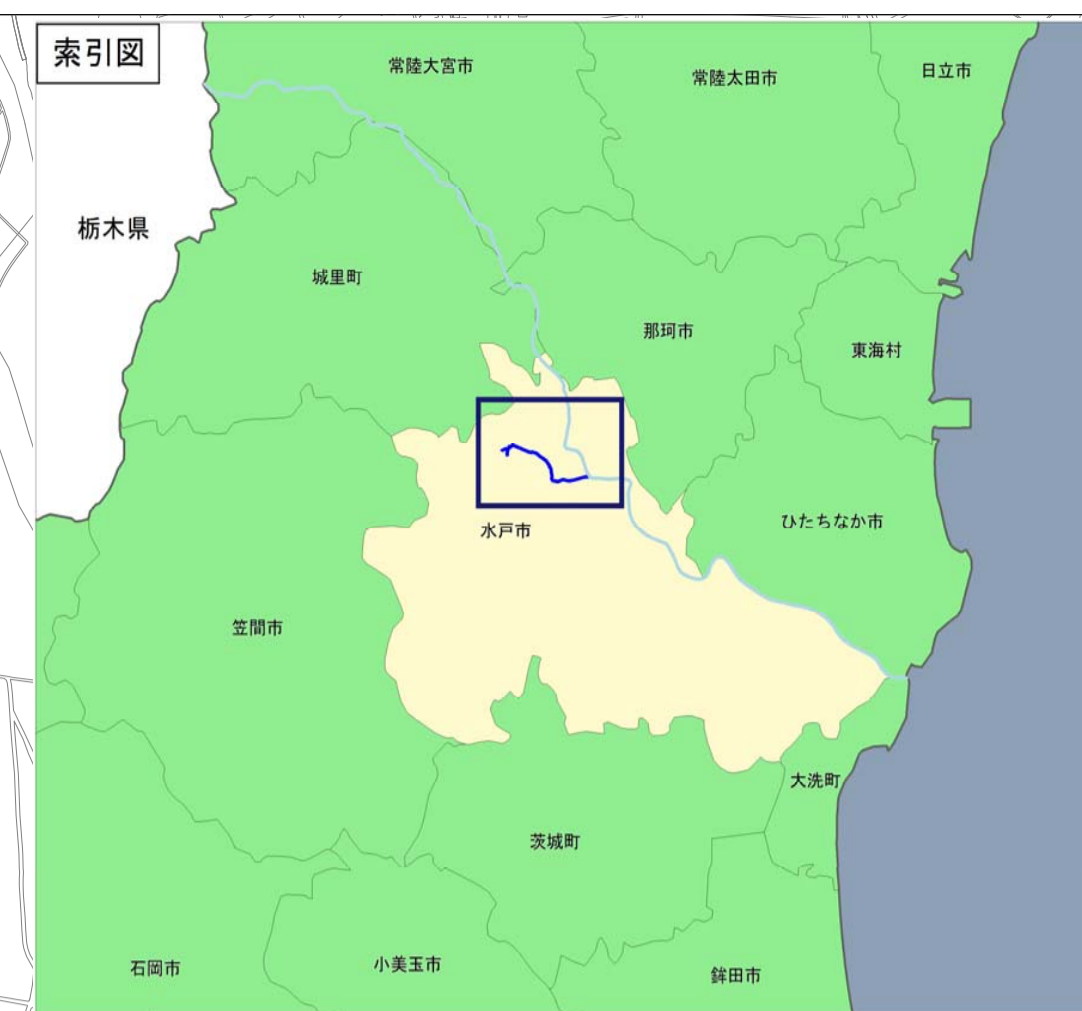 索引図
常陸大宮市
常陸太田市
日立市
栃木県
城里町
那珂市
東海村
水戸市
ひたちなか市
笠間市
大洗町
茨城町
石岡市
小美玉市
鉾田市